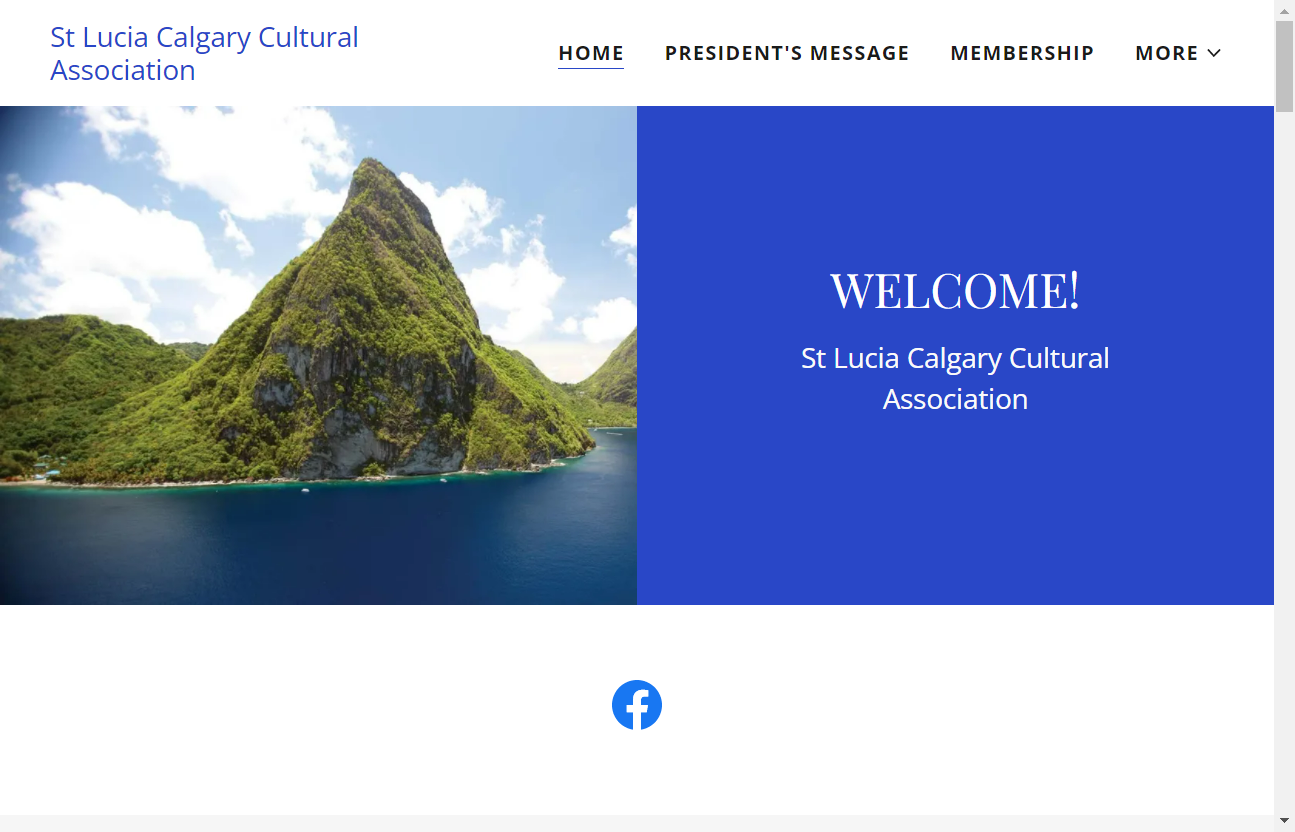 St Lucia Calgary Cultural
Association
HOME
PRESIDENT'S MESSAGE
MEMBERSHIP
MORE
WELCOME!
St Lucia Calgary Cultural
Association